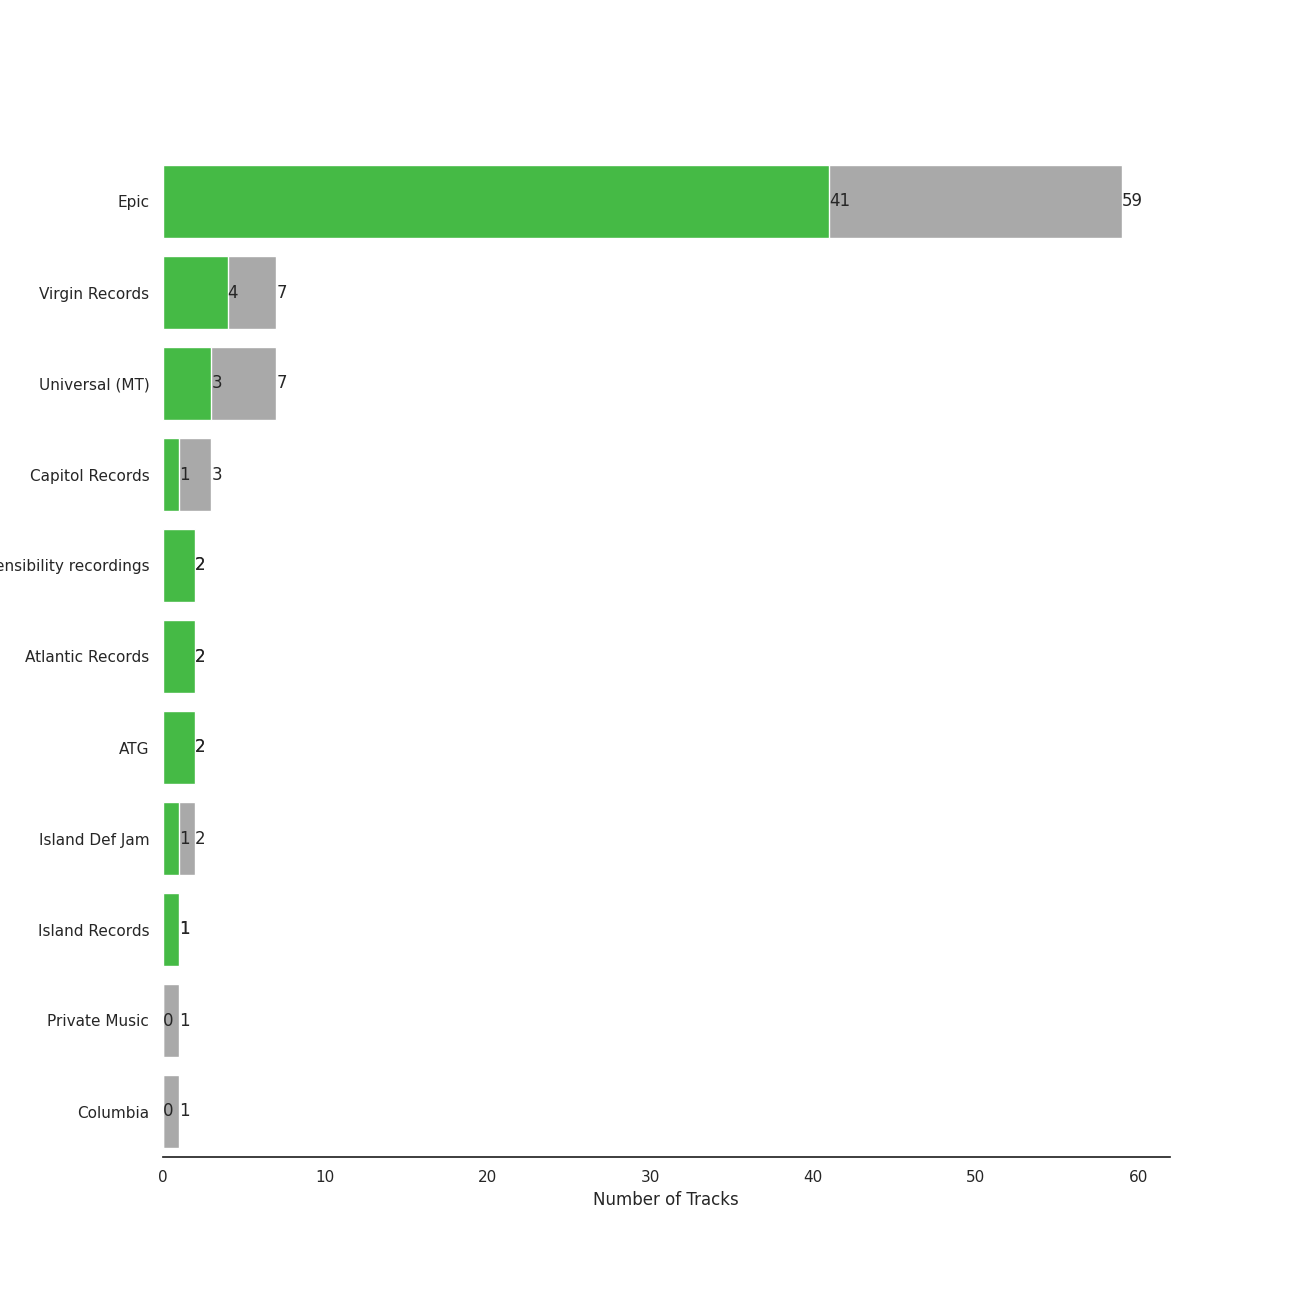 Epic 41 59
Virgin Records 4 7
Universal (MT) 3 7
Capitol Records 1 3
ensibility recordings 2
Atlantic Records 2
ATG 2
Island Def Jam 1 2
Island Records 1
Private Music 0 1
Columbia 0 1
0 10 20 30 40 50 60
Number of Tracks